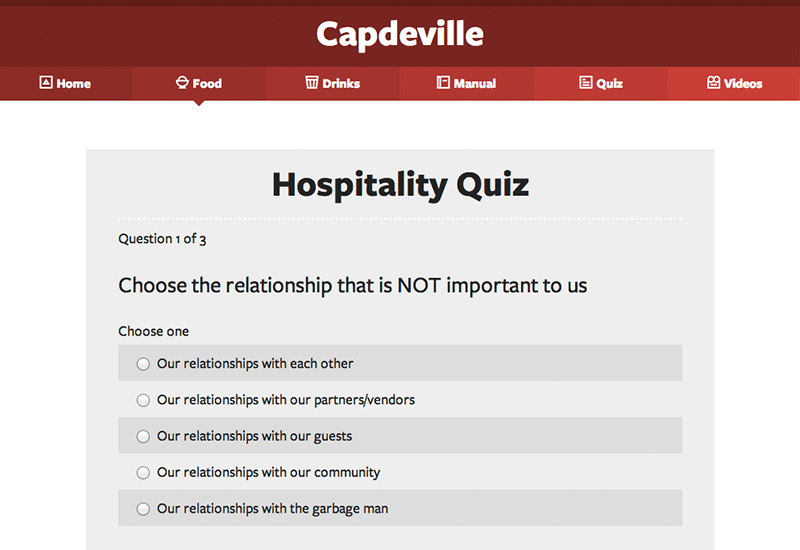 Capdeville
Home Food Drinks Manual Quiz Videos
Hospitality Quiz
Question 1 of 3
Choose the relationship that is NOT important to us
Choose one
Our relationships with each other
Our relationships with our partners/vendors
Our relationships with our guests
Our relationships with our community
Our relationships with the garbage man